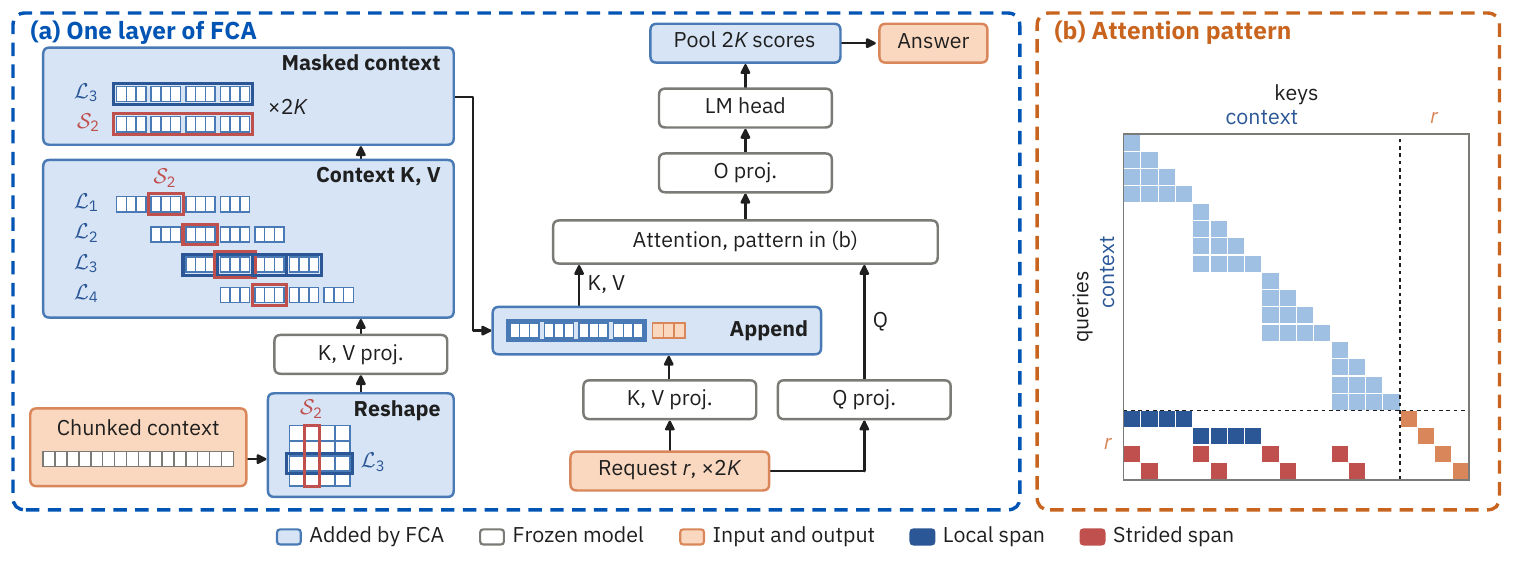 (a) One layer of FCA
Masked context
ℒ3
×2K
𝒮2
Context K, V
𝒮2
ℒ1
ℒ2
ℒ3
ℒ4
K, V proj.
Chunked context
Reshape
𝒮2
ℒ3
Pool 2K scores
Answer
LM head
O proj.
Attention, pattern in (b)
K, V
Q
Append
K, V proj.
Q proj.
Request r, ×2K
(b) Attention pattern
keys
context
r
queries
context
r
Added by FCA
Frozen model
Input and output
Local span
Strided span